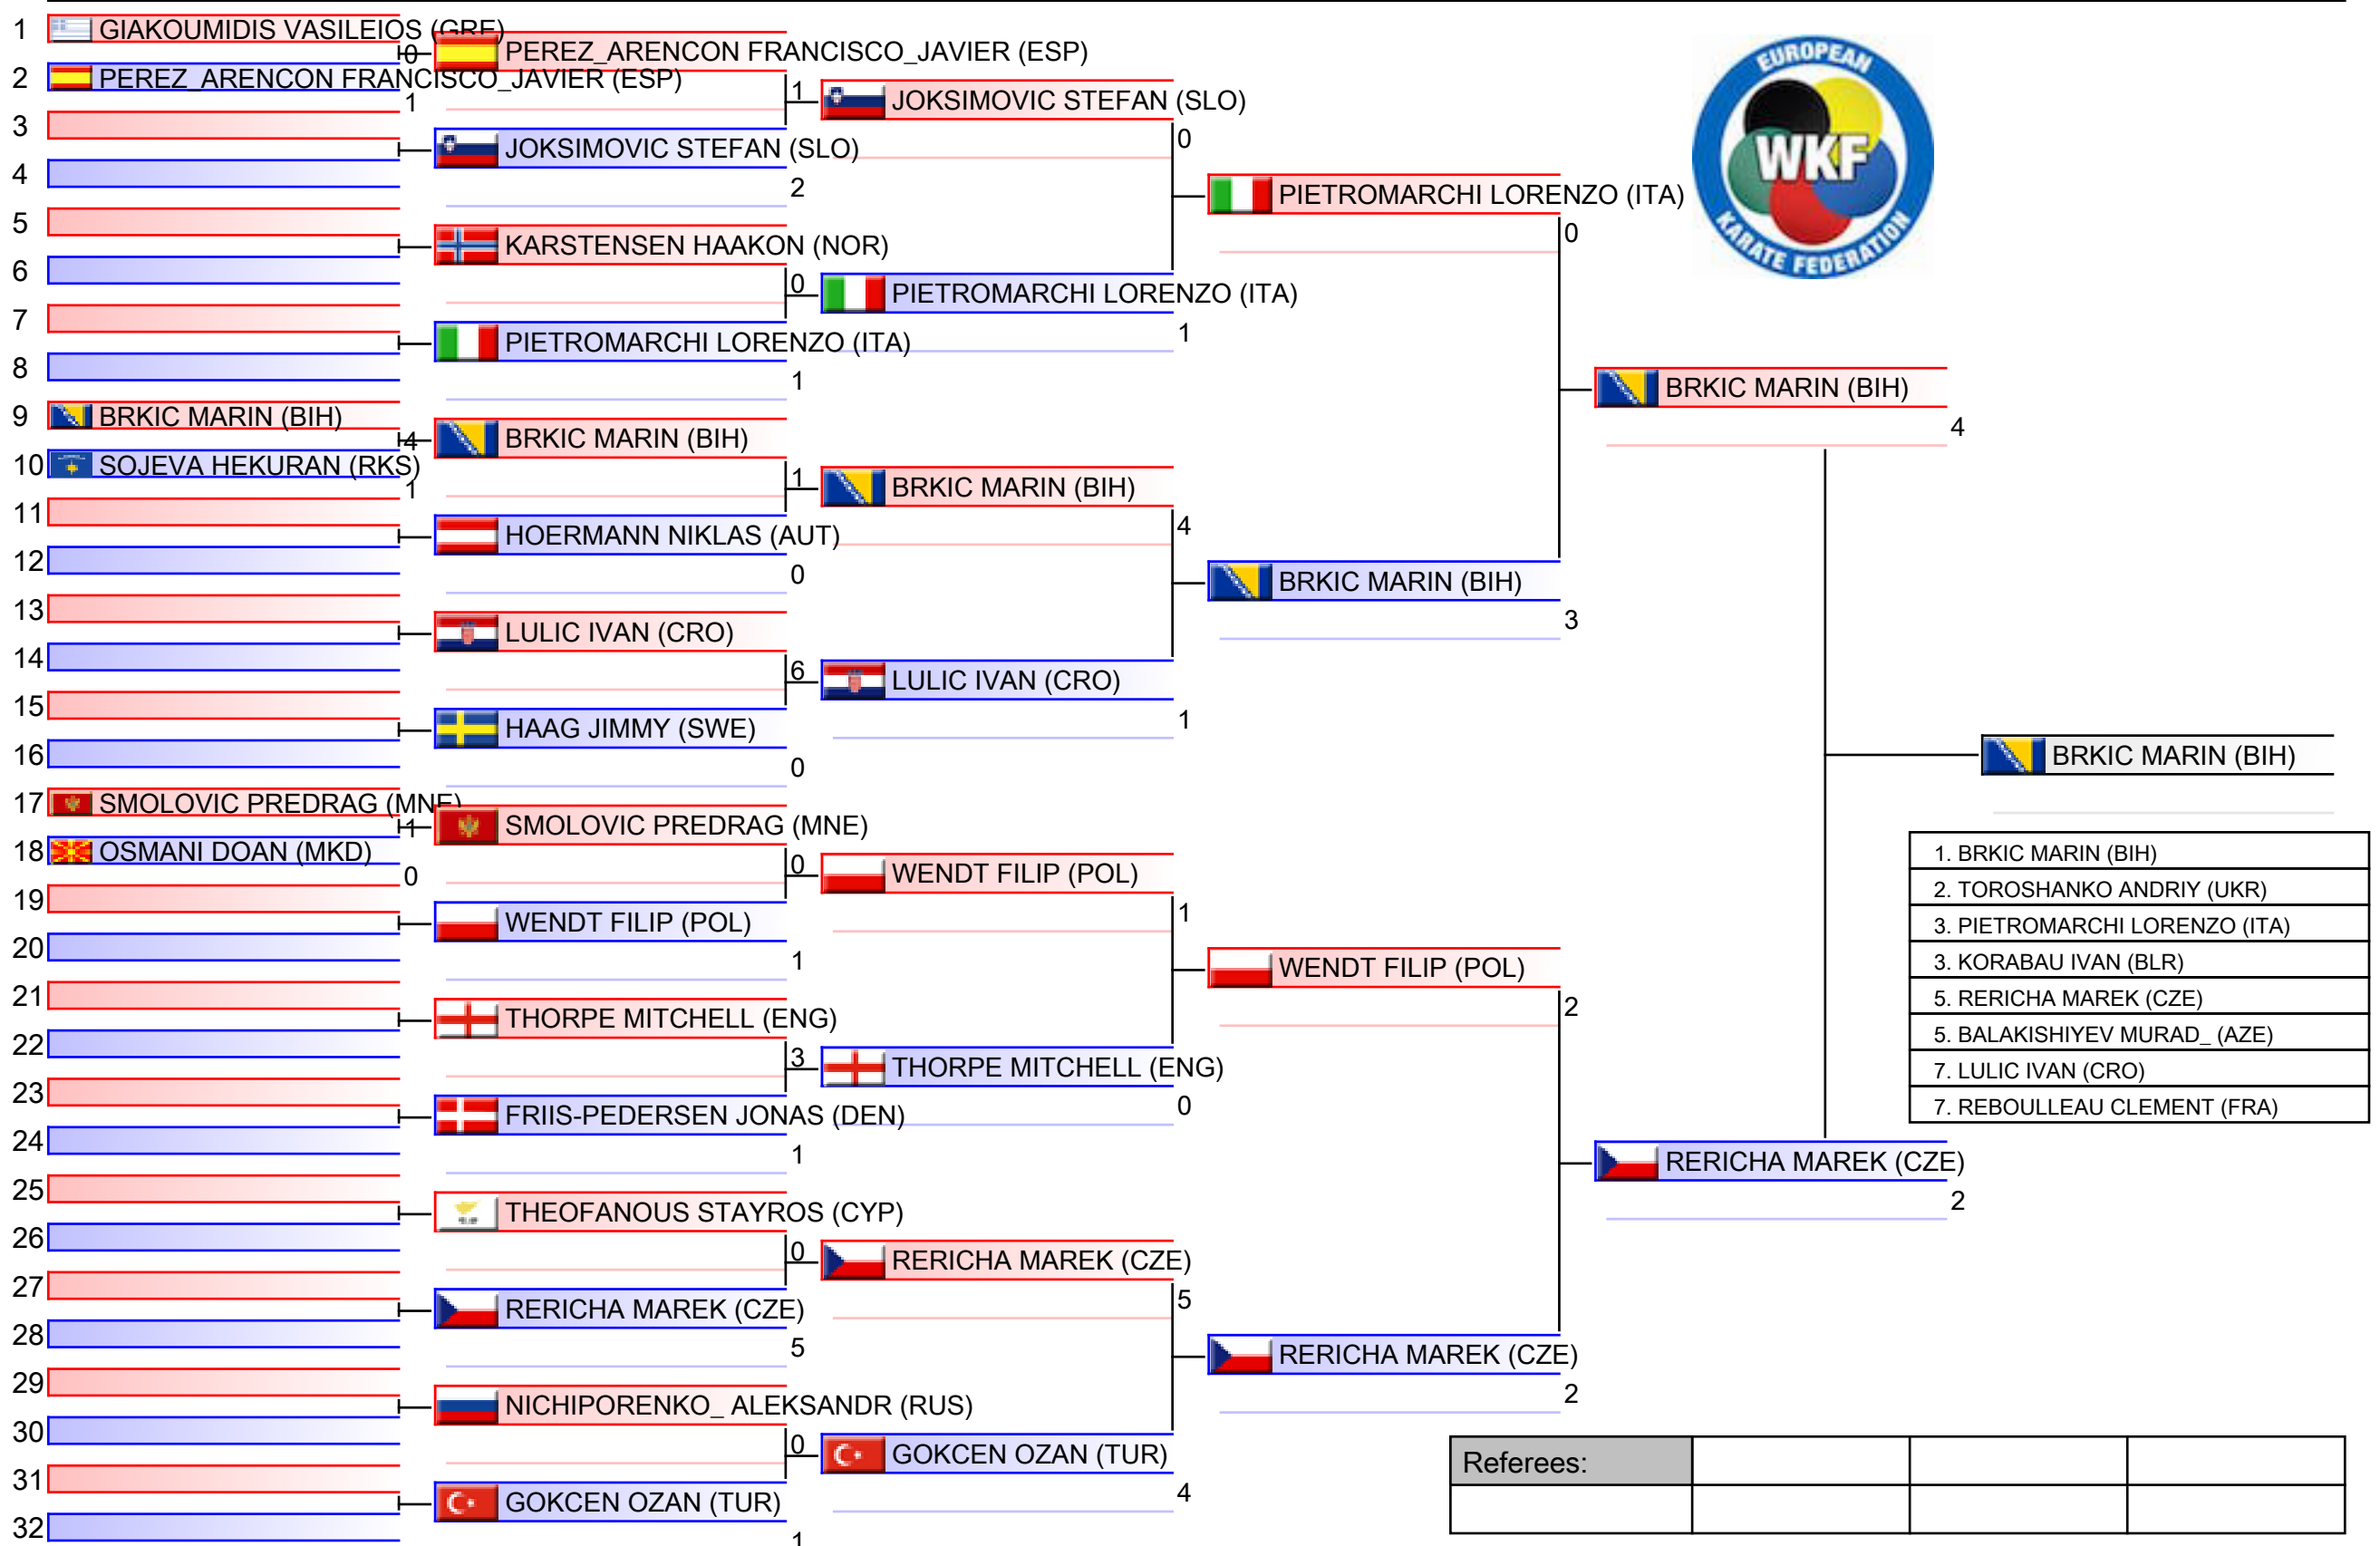 1 GIAKOUMIDIS VASILEIOS (GRE)
0
2 PEREZ_ARENCON FRANCISCO_JAVIER (ESP)
1
3
4
5
6
7
8
9 BRKIC MARIN (BIH)
4
10 SOJEVA HEKURAN (RKS)
1
11
12
13
14
15
16
17 SMOLOVIC PREDRAG (MNE)
1
18 OSMANI DOAN (MKD)
0
19
20
21
22
23
24
25
26
27
28
29
30
31
32
PEREZ_ARENCON FRANCISCO_JAVIER (ESP)
1
JOKSIMOVIC STEFAN (SLO)
2
KARSTENSEN HAAKON (NOR)
0
PIETROMARCHI LORENZO (ITA)
1
BRKIC MARIN (BIH)
1
HOERMANN NIKLAS (AUT)
0
LULIC IVAN (CRO)
6
HAAG JIMMY (SWE)
0
SMOLOVIC PREDRAG (MNE)
0
WENDT FILIP (POL)
1
THORPE MITCHELL (ENG)
3
FRIIS-PEDERSEN JONAS (DEN)
1
THEOFANOUS STAYROS (CYP)
0
RERICHA MAREK (CZE)
5
NICHIPORENKO_ ALEKSANDR (RUS)
0
GOKCEN OZAN (TUR)
1
JOKSIMOVIC STEFAN (SLO)
0
PIETROMARCHI LORENZO (ITA)
1
BRKIC MARIN (BIH)
4
LULIC IVAN (CRO)
1
WENDT FILIP (POL)
1
THORPE MITCHELL (ENG)
0
RERICHA MAREK (CZE)
5
GOKCEN OZAN (TUR)
4
PIETROMARCHI LORENZO (ITA)
0
BRKIC MARIN (BIH)
3
WENDT FILIP (POL)
2
RERICHA MAREK (CZE)
2
BRKIC MARIN (BIH)
4
RERICHA MAREK (CZE)
2
BRKIC MARIN (BIH)
EUROPEAN
WKF
KARATE FEDERATION
1. BRKIC MARIN (BIH)
2. TOROSHANKO ANDRIY (UKR)
3. PIETROMARCHI LORENZO (ITA)
3. KORABAU IVAN (BLR)
5. RERICHA MAREK (CZE)
5. BALAKISHIYEV MURAD_ (AZE)
7. LULIC IVAN (CRO)
7. REBOULLEAU CLEMENT (FRA)
Referees: